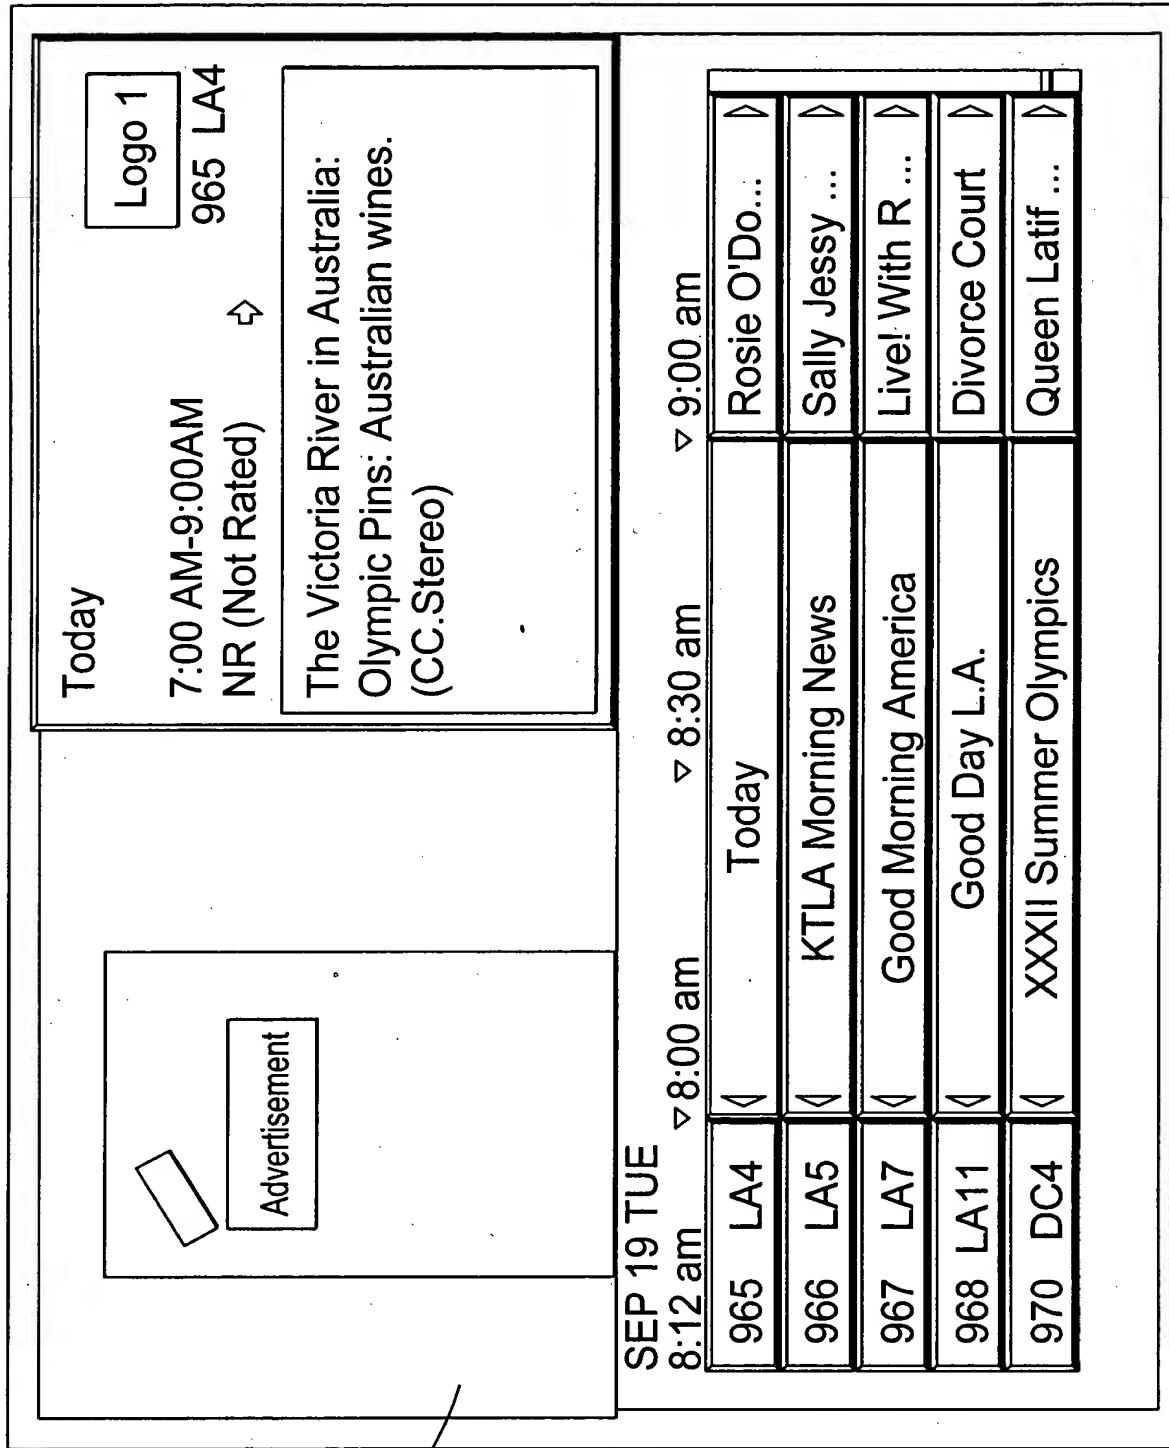 Advertisement
Today
Logo 1
7:00 AM-9:00AM
965 LA4
NR (Not Rated)
The Victoria River in Australia:
Olympic Pins: Australian wines.
(CC.Stereo)
SEP 19 TUE
8:12 am 8:00 am 8:30 am 9:00 am
965 LA4 Today Rosie O'Do...
966 LA5 KTLA Morning News Sally Jessy ...
967 LA7 Good Morning America Live! With R ...
968 LA11 Good Day L.A. Divorce Court
970 DC4 XXXII Summer Olympics Queen Latif ...